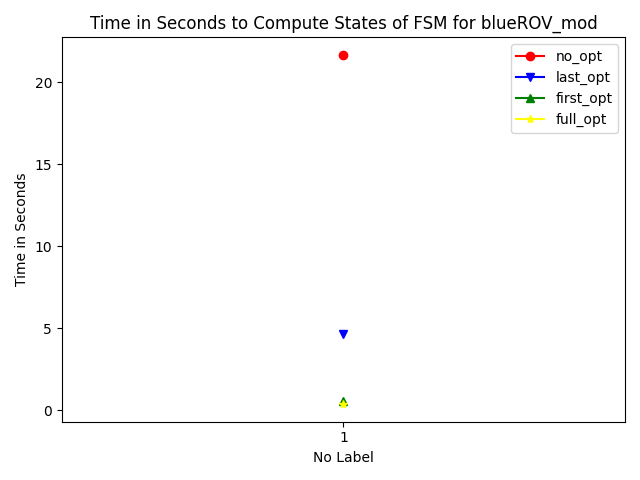 Time in Seconds to Compute States of FSM for blueROV_mod
no_opt
last_opt
first_opt
full_opt
Time in Seconds
20
15
10
5
0
1
No Label